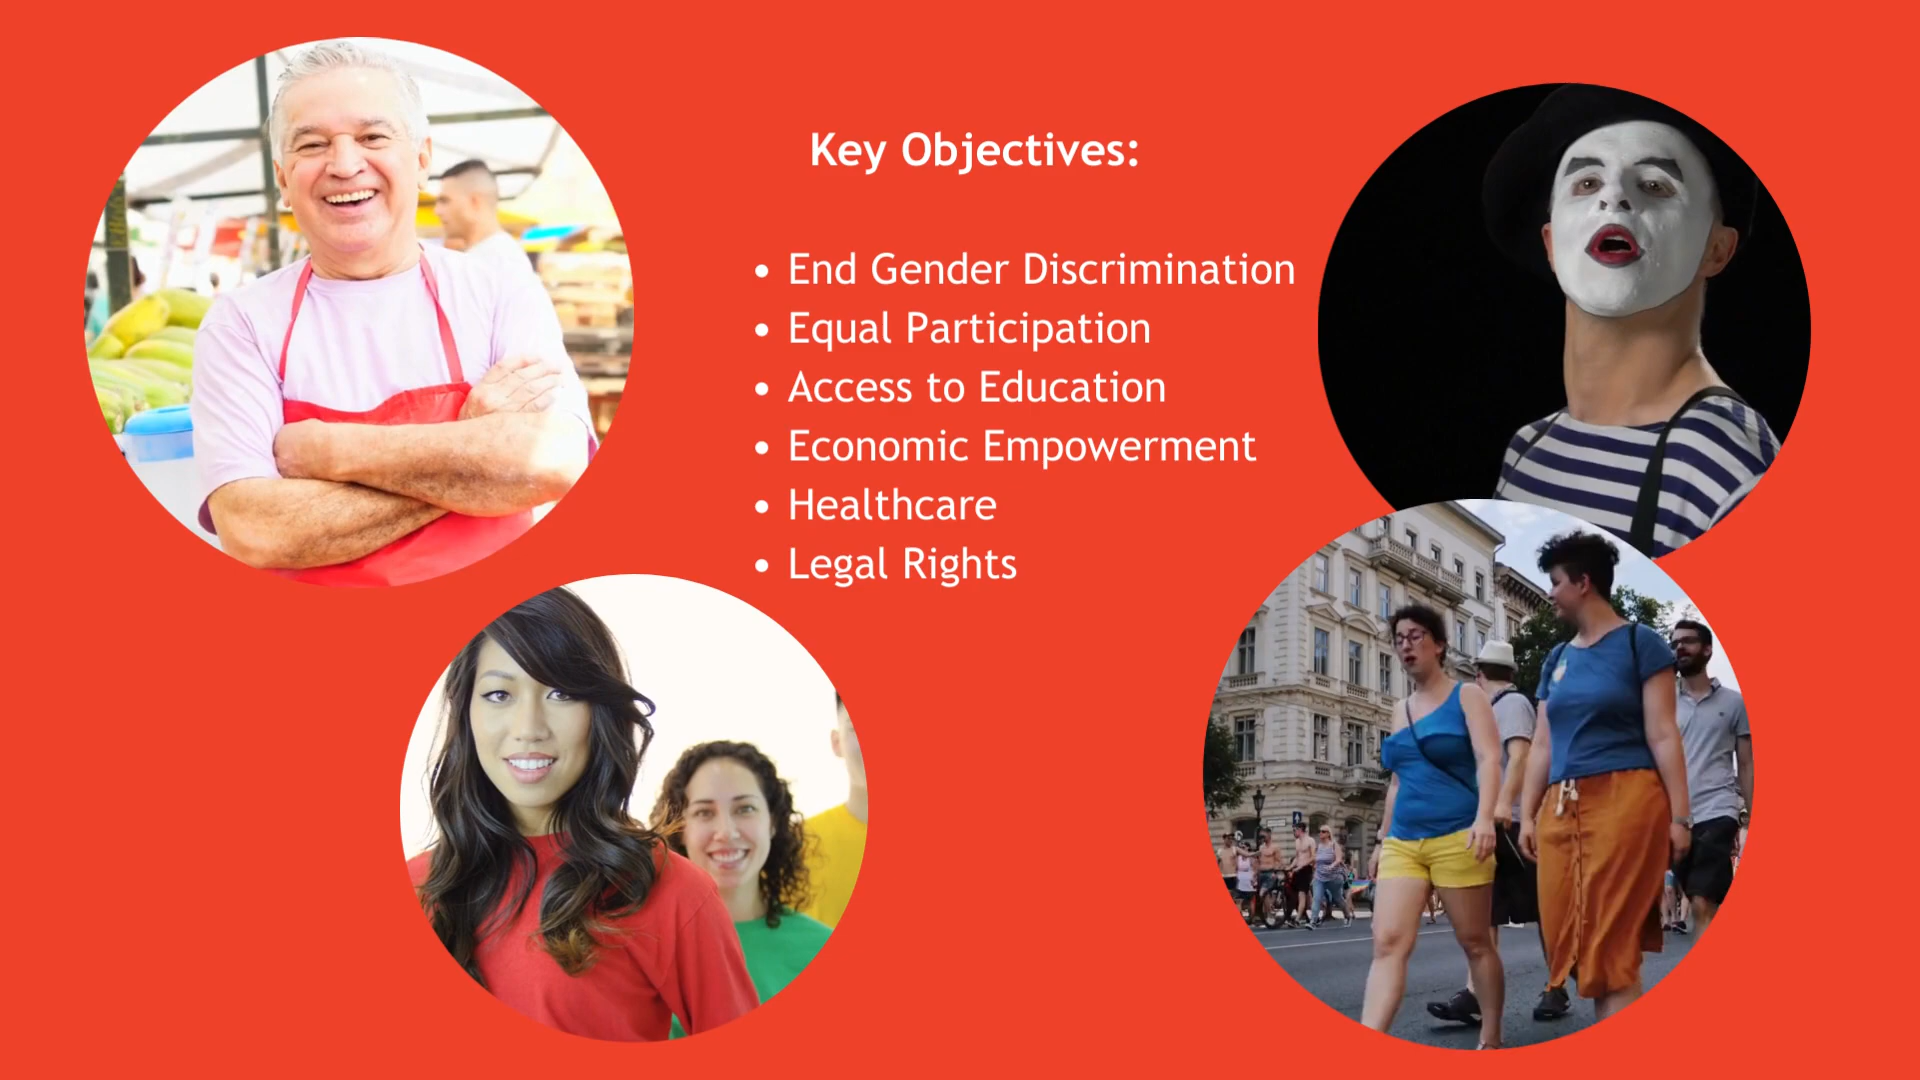 Key Objectives:
• End Gender Discrimination
• Equal Participation
• Access to Education
• Economic Empowerment
• Healthcare
• Legal Rights